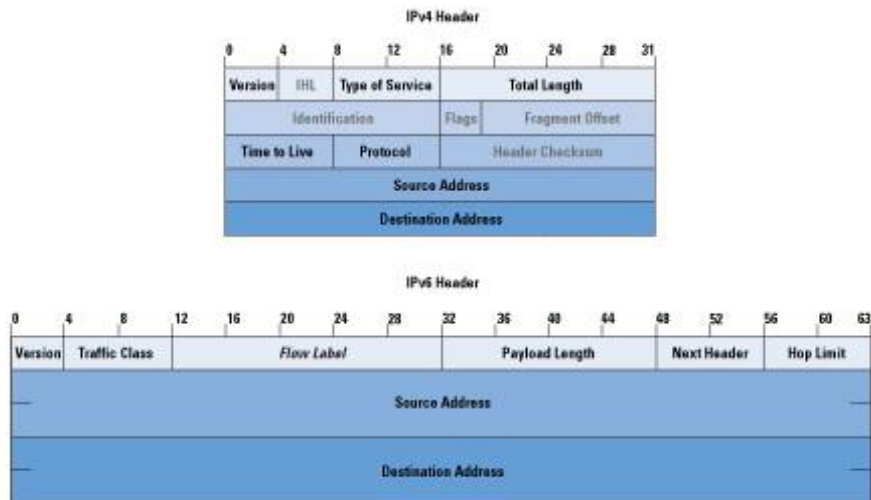 IPv4 Header
0 4 8 12 16 20 24 28 31
Version IHL Type of Service Total Length
Identification Flags Fragment Offset
Time to Live Protocol Header Checksum
Source Address
Destination Address
IPv6 Header
0 4 8 12 16 20 24 28 32 36 40 44 48 52 56 60 63
Version Traffic Class Flow Label Payload Length Next Header Hop Limit
Source Address
Destination Address